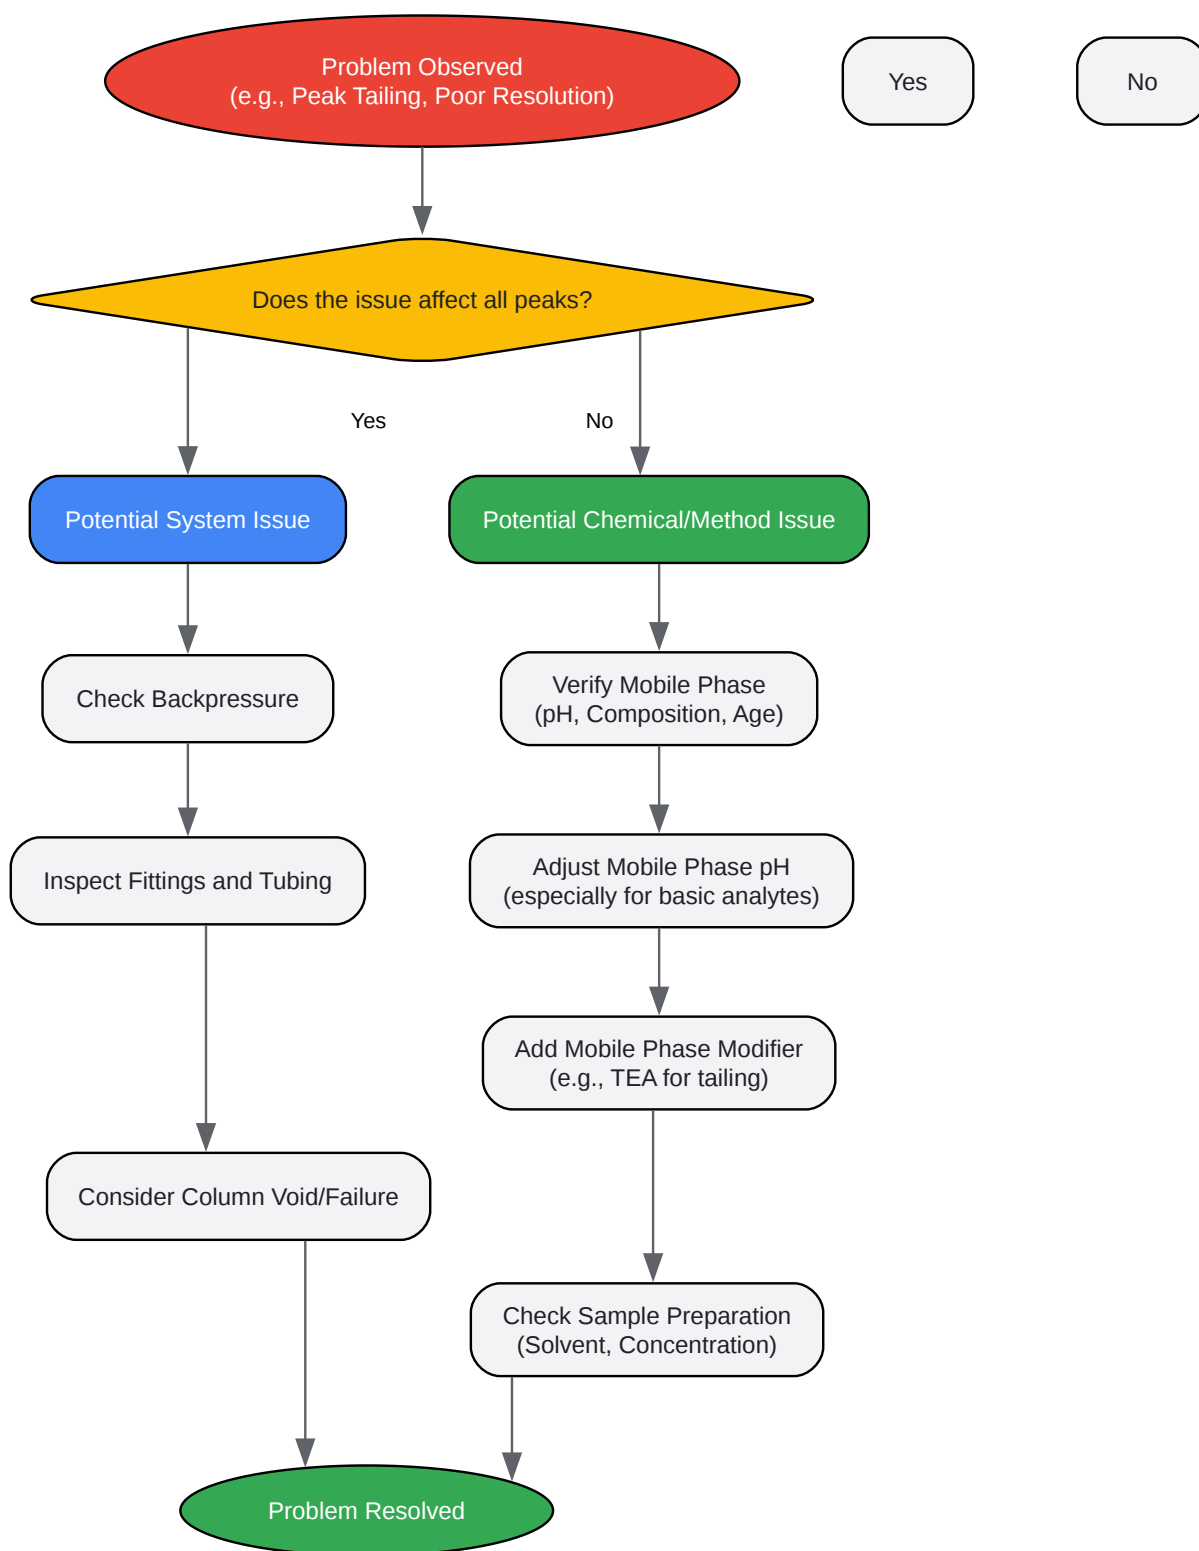 Problem Observed
(e.g., Peak Tailing, Poor Resolution)
Yes
No
Does the issue affect all peaks?
Yes
No
Potential System Issue
Potential Chemical/Method Issue
Check Backpressure
Verify Mobile Phase
(pH, Composition, Age)
Inspect Fittings and Tubing
Adjust Mobile Phase pH
(especially for basic analytes)
Add Mobile Phase Modifier
(e.g., TEA for tailing)
Consider Column Void/Failure
Check Sample Preparation
(Solvent, Concentration)
Problem Resolved